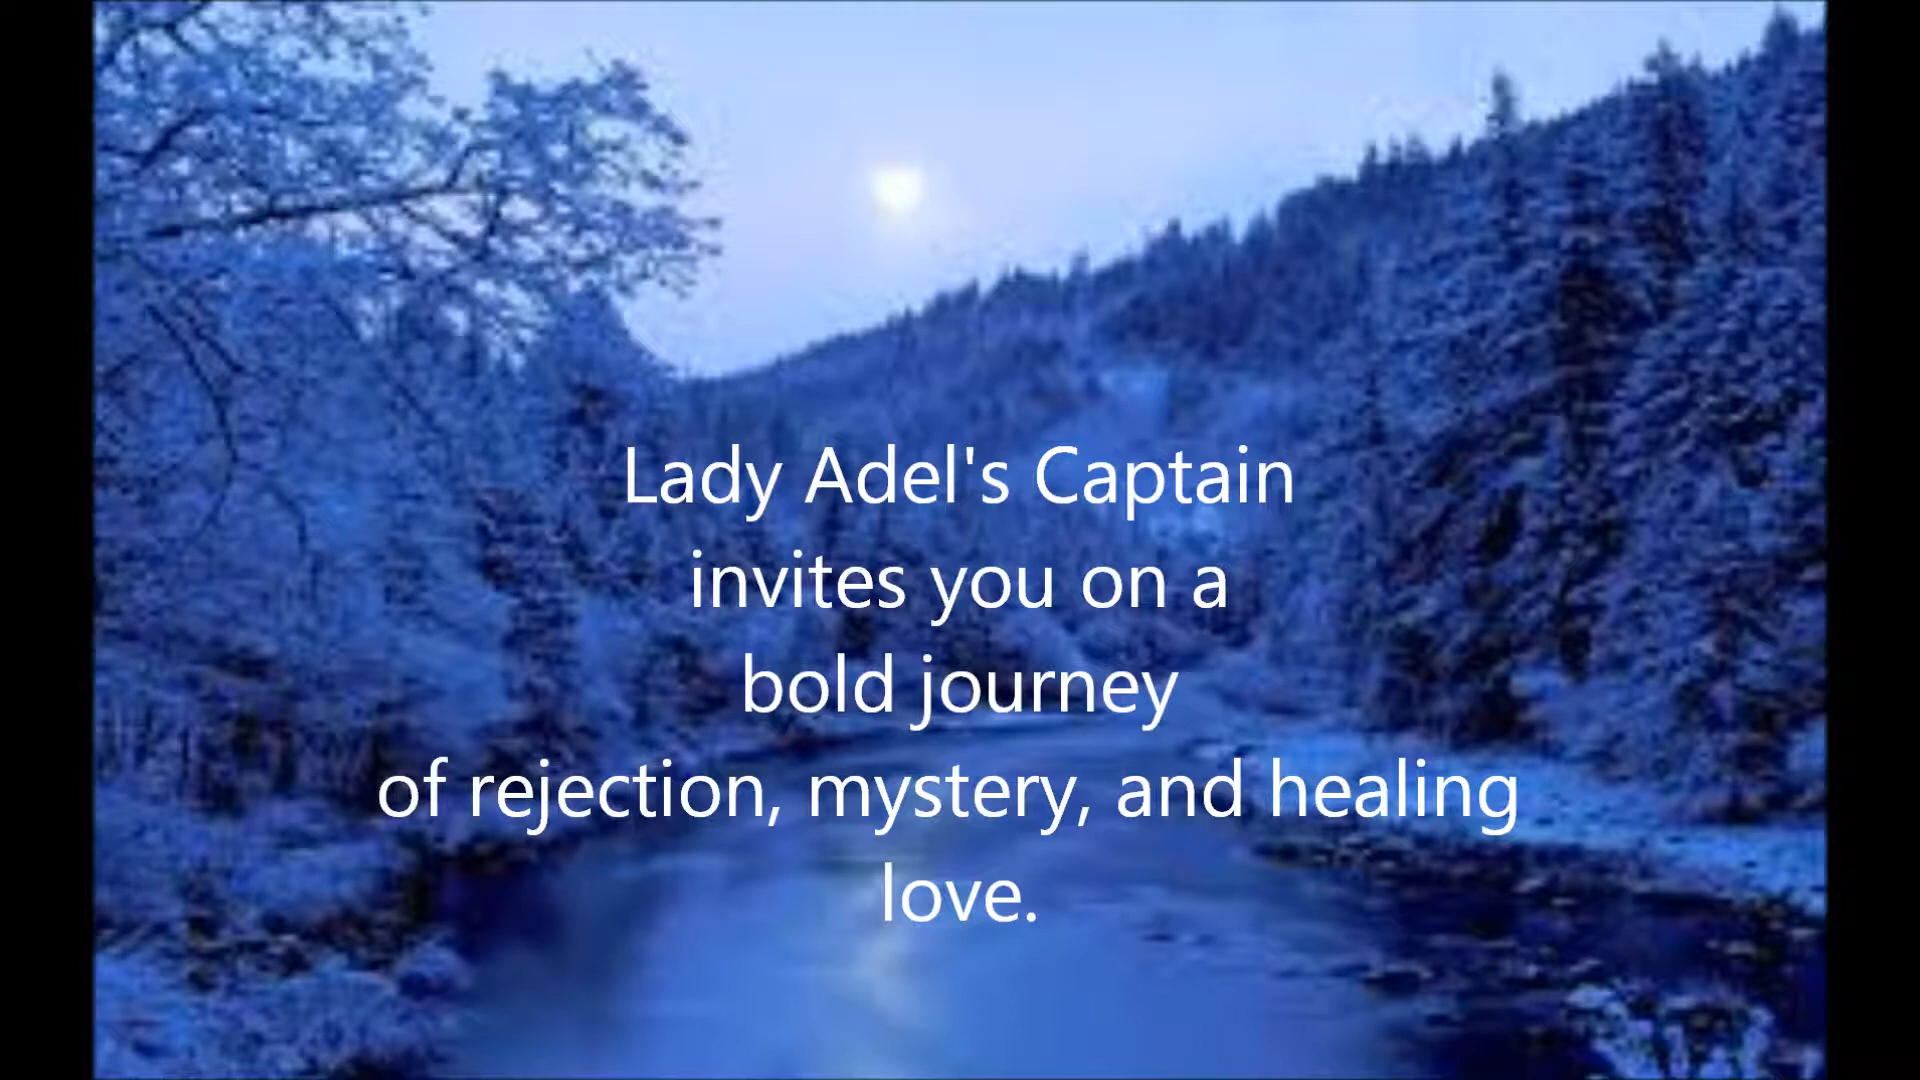 Lady Adel's Captain
invites you on a
bold journey
of rejection, mystery, and healing
love.